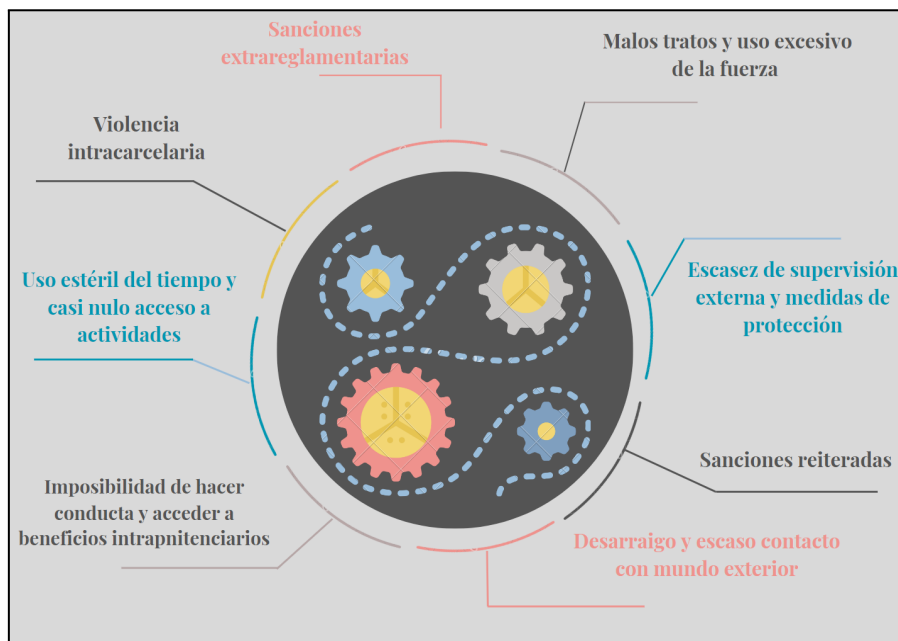 Sanciones
extrareglamentarias
Malos tratos y uso excesivo
de la fuerza
Violencia
intracarcelaria
Uso estéril del tiempo y
casi nulo acceso a
actividades
Escasez de supervisión
externa y medidas de
protección
Sanciones reiteradas
Imposibilidad de hacer
conducta y acceder a
beneficios intrapnitenciarios
Desarraigo y escaso contacto
con mundo exterior